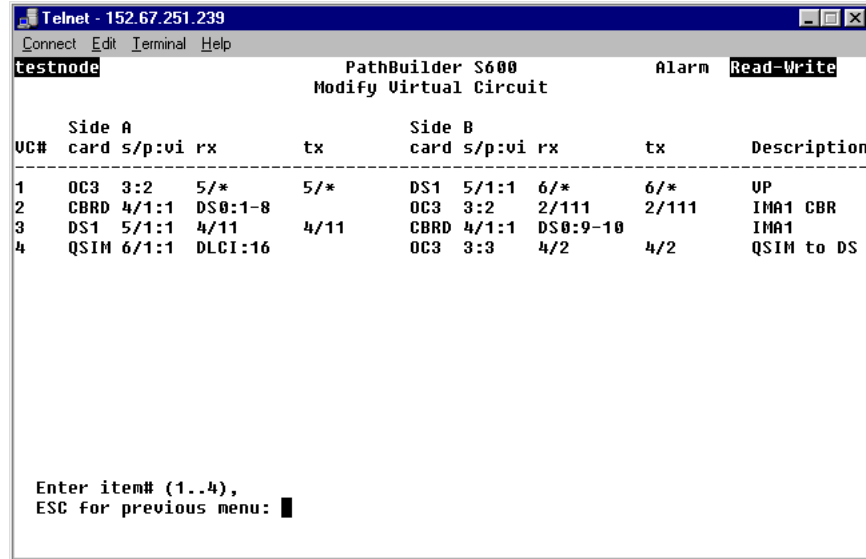 Telnet - 152.67.251.239
Connect Edit Terminal Help
testnode PathBuilder S600 Alarm Read-Write
Modify Virtual Circuit
Side A Side B
VC# card s/p:vi rx tx card s/p:vi rx tx Description
--------------------------------------------------------------------------------
1 OC3 3:2 5/* 5/* DS1 5/1:1 6/* 6/* VP
2 CBRD 4/1:1 DS0:1-8 OC3 3:2 2/111 2/111 IMA1 CBR
3 DS1 5/1:1 4/11 4/11 CBRD 4/1:1 DS0:9-10 IMA1
4 QSIM 6/1:1 DLCI:16 OC3 3:3 4/2 4/2 QSIM to DS
Enter item# (1..4),
ESC for previous menu: